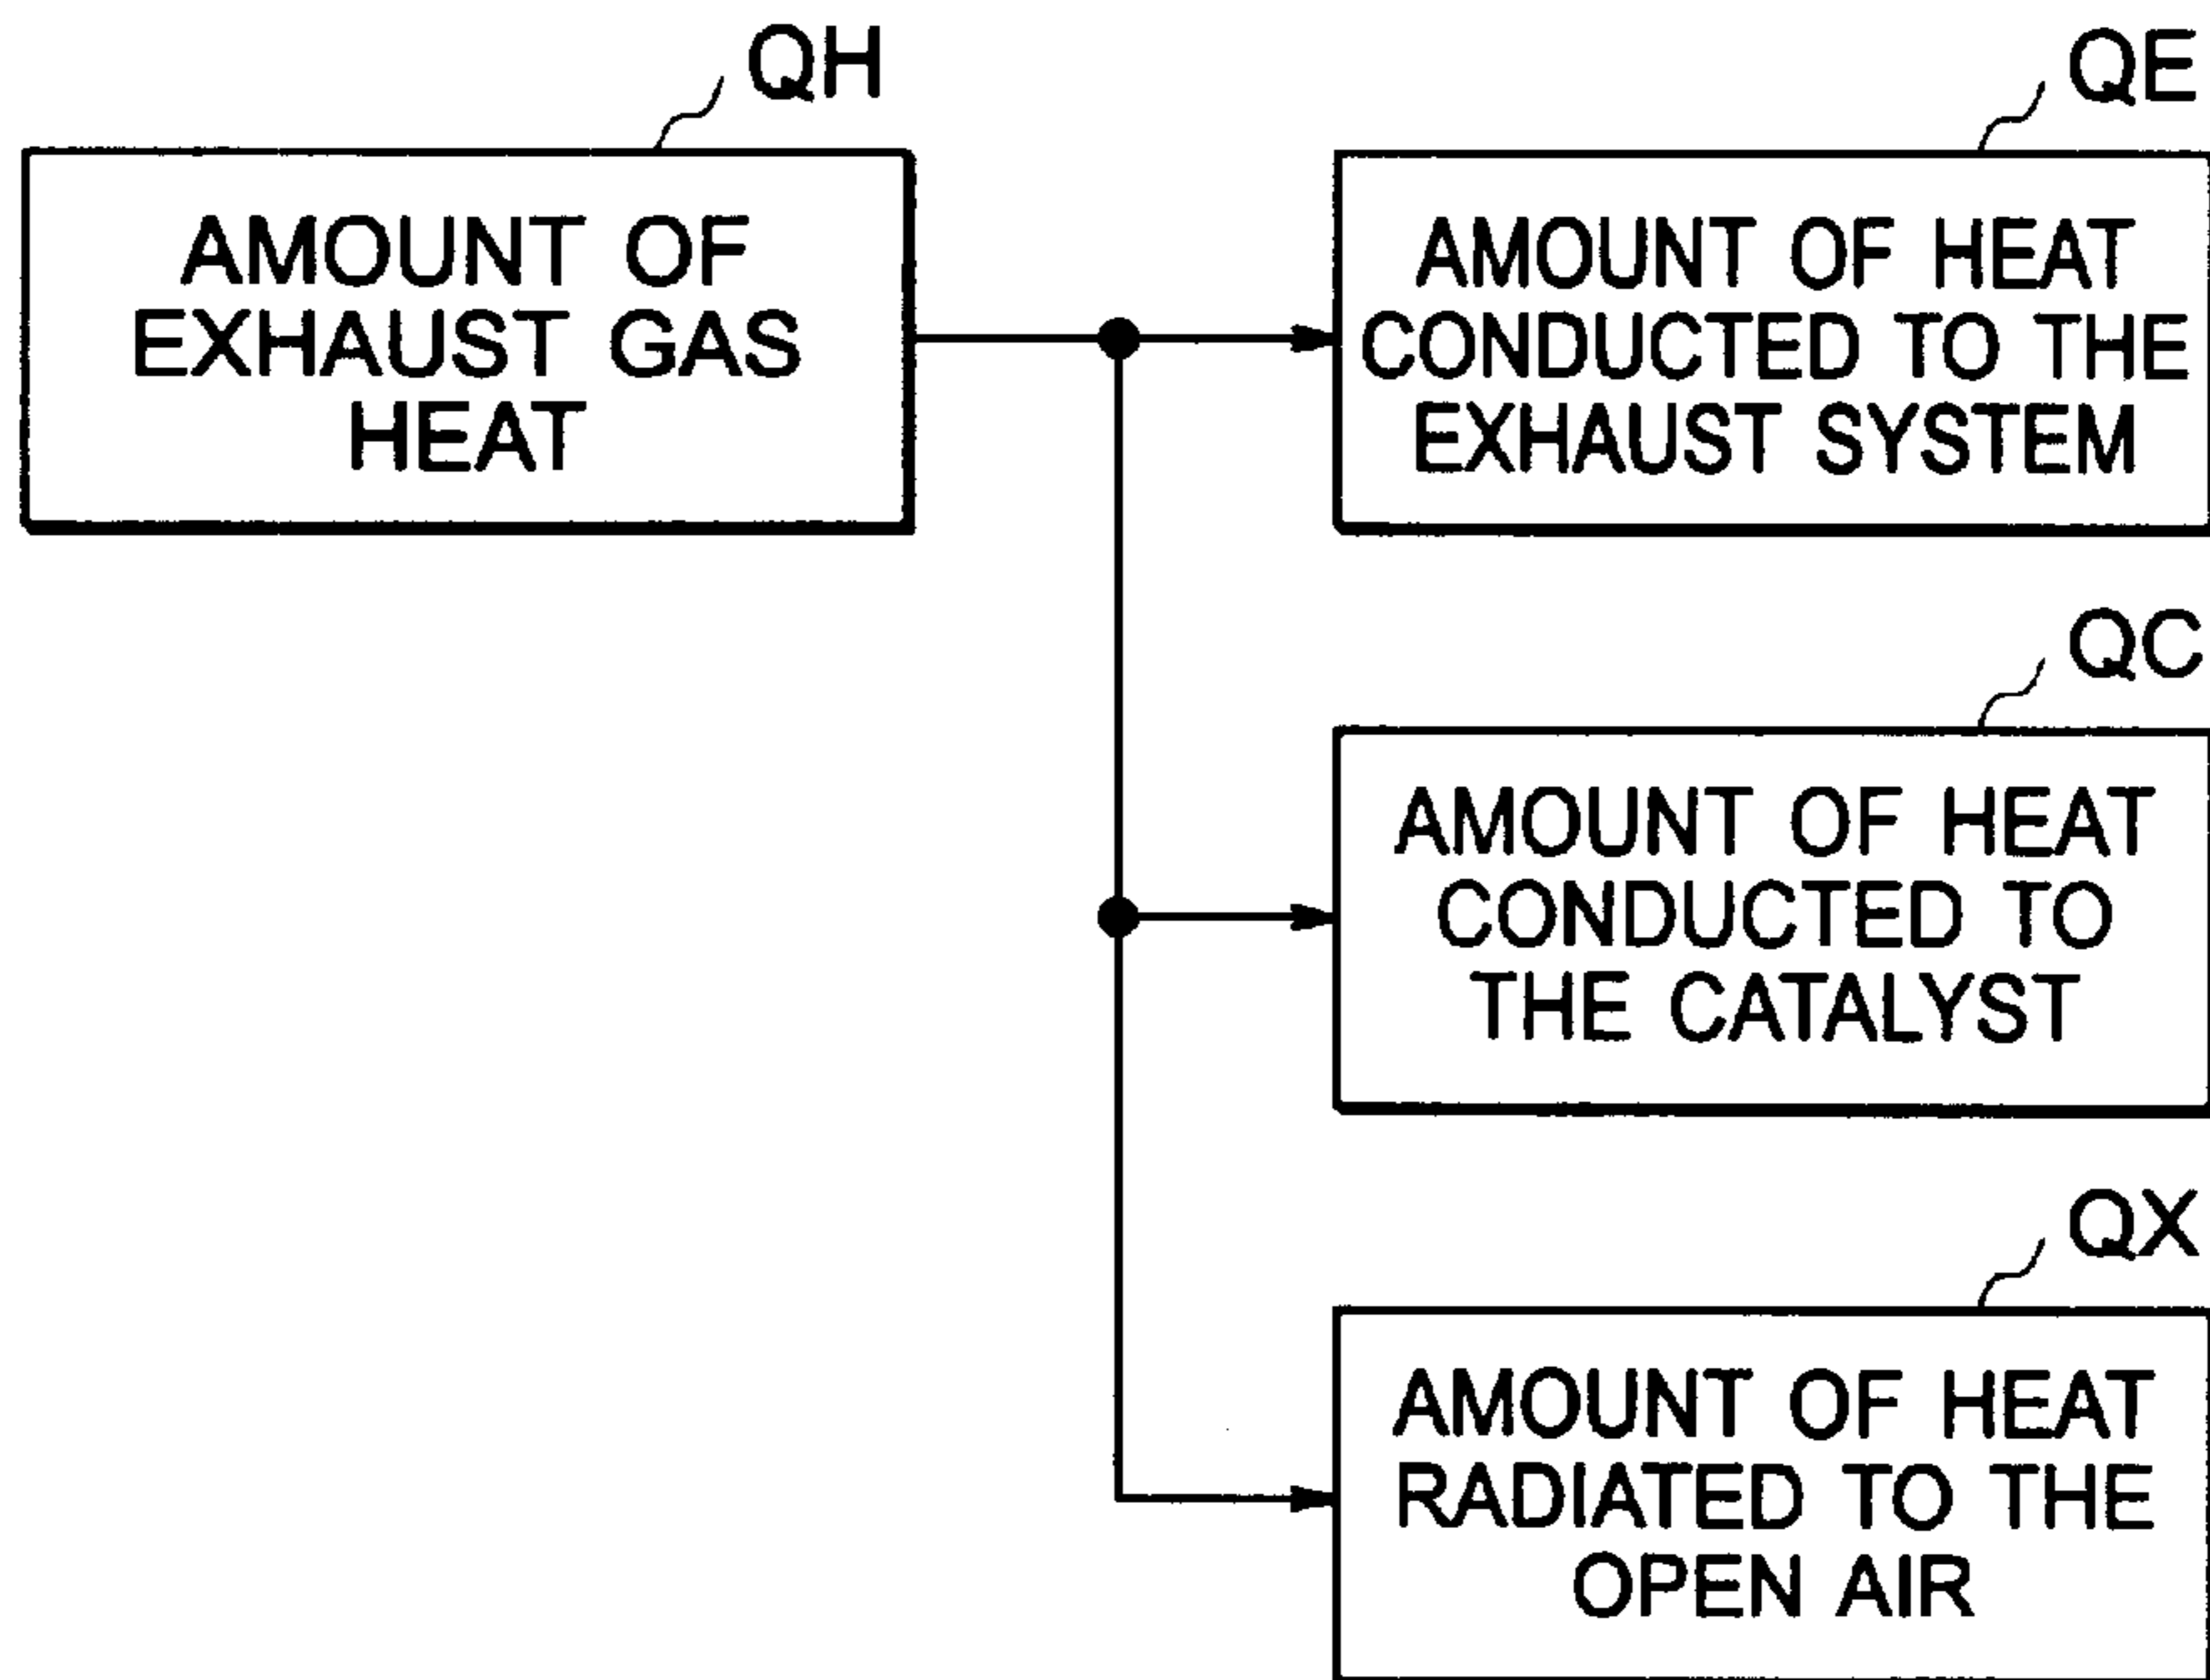 QH
AMOUNT OF
EXHAUST GAS
HEAT
QE
AMOUNT OF HEAT
CONDUCTED TO THE
EXHAUST SYSTEM
QC
AMOUNT OF HEAT
CONDUCTED TO
THE CATALYST
QX
AMOUNT OF HEAT
RADIATED TO THE
OPEN AIR